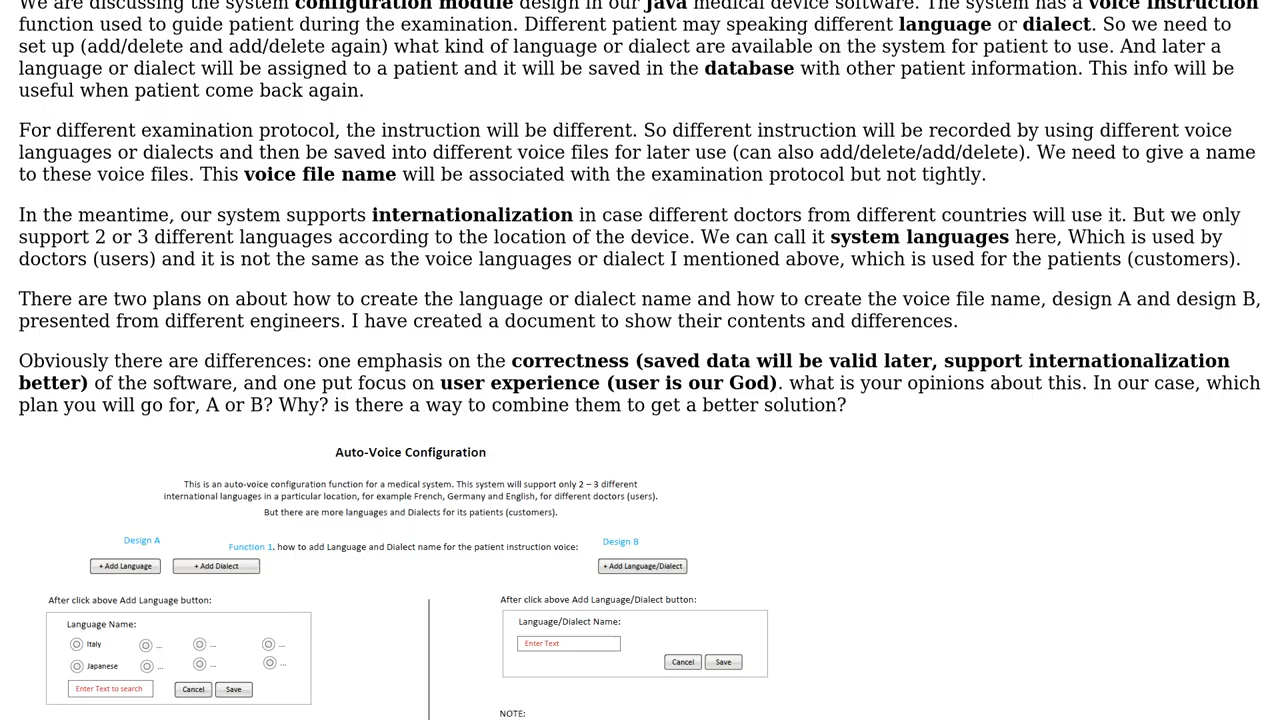 We are discussing the system configuration module design in our Java medical device software. The system has a voice instruction
function used to guide patient during the examination. Different patient may speaking different language or dialect. So we need to
set up (add/delete and add/delete again) what kind of language or dialect are available on the system for patient to use. And later a
language or dialect will be assigned to a patient and it will be saved in the database with other patient information. This info will be
useful when patient come back again.
For different examination protocol, the instruction will be different. So different instruction will be recorded by using different voice
languages or dialects and then be saved into different voice files for later use (can also add/delete/add/delete). We need to give a name
to these voice files. This voice file name will be associated with the examination protocol but not tightly.
In the meantime, our system supports internationalization in case different doctors from different countries will use it. But we only
support 2 or 3 different languages according to the location of the device. We can call it system languages here, Which is used by
doctors (users) and it is not the same as the voice languages or dialect I mentioned above, which is used for the patients (customers).
There are two plans on about how to create the language or dialect name and how to create the voice file name, design A and design B,
presented from different engineers. I have created a document to show their contents and differences.
Obviously there are differences: one emphasis on the correctness (saved data will be valid later, support internationalization
better) of the software, and one put focus on user experience (user is our God). what is your opinions about this. In our case, which
plan you will go for, A or B? Why? is there a way to combine them to get a better solution?
Auto-Voice Configuration
This is an auto-voice configuration function for a medical system. This system will support only 2 – 3 different
international languages in a particular location, for example French, Germany and English, for different doctors (users).
But there are more languages and Dialects for its patients (customers).
Design A
Function 1. how to add Language and Dialect name for the patient instruction voice:
Design B
+ Add Language
+ Add Dialect
+ Add Language/Dialect
After click above Add Language button:
After click above Add Language/Dialect button:
Language Name:
Language/Dialect Name:
Italy ... ... ...
Enter Text
Japanese ... ... ...
Cancel Save
Enter Text to search Cancel Save
NOTE: